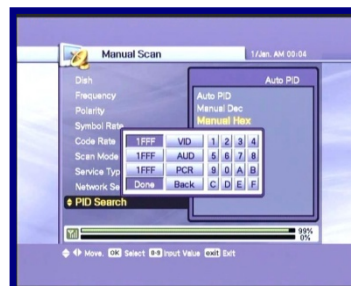 Manual Scan
1/Jan. AM 00:04
Dish
Auto PID
Frequency
Auto PID
Polarity
Manual Dec
Symbol Rate
Manual Hex
Code Rate
1FFF VID 1 2 3 4
Scan Mode
1FFF AUD 5 6 7 8
Service Typ
1FFF PCR 9 0 A B
Network Se
Done Back C D E F
PID Search
99%
0%
Move. OK Select 0-9 Input Value exit Exit